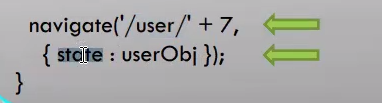 navigate('/user/' + 7,
{ state : userObj });
}